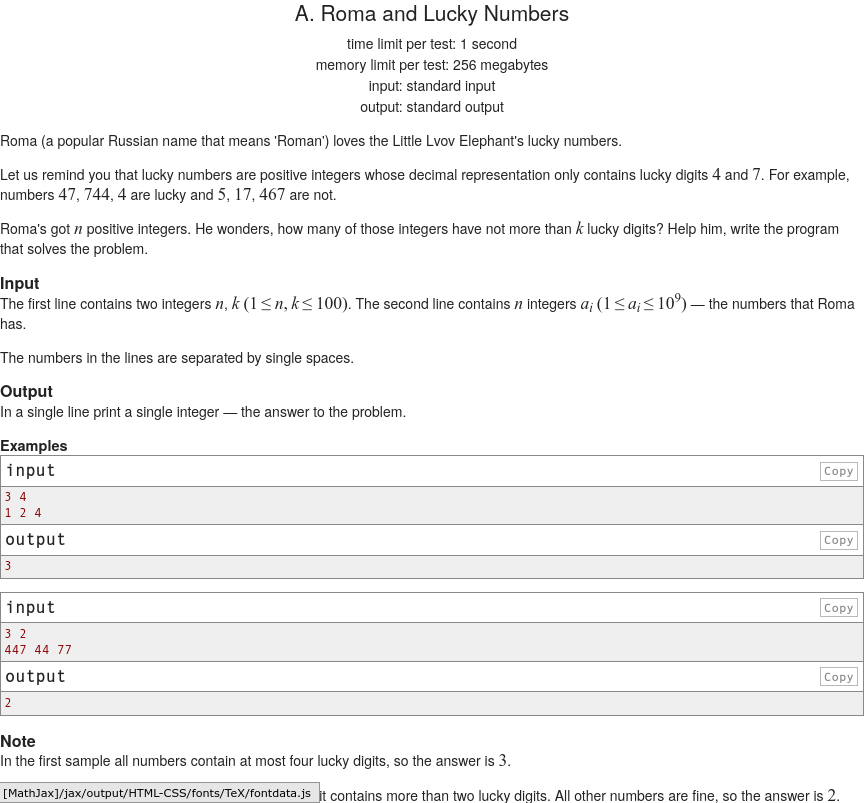 A. Roma and Lucky Numbers
time limit per test: 1 second
memory limit per test: 256 megabytes
input: standard input
output: standard output
Roma (a popular Russian name that means 'Roman') loves the Little Lvov Elephant's lucky numbers.
Let us remind you that lucky numbers are positive integers whose decimal representation only contains lucky digits 4 and 7. For example,
numbers 47, 744, 4 are lucky and 5, 17, 467 are not.
Roma's got n positive integers. He wonders, how many of those integers have not more than k lucky digits? Help him, write the program
that solves the problem.
Input
The first line contains two integers n, k (1 ≤ n, k ≤ 100). The second line contains n integers aᵢ (1 ≤ aᵢ ≤ 10⁹) — the numbers that Roma
has.
The numbers in the lines are separated by single spaces.
Output
In a single line print a single integer — the answer to the problem.
Examples
input Copy
3 4
1 2 4
output Copy
3
input Copy
3 2
447 44 77
output Copy
2
Note
In the first sample all numbers contain at most four lucky digits, so the answer is 3.
[MathJax]/jax/output/HTML-CSS/fonts/TeX/fontdata.js it contains more than two lucky digits. All other numbers are fine, so the answer is 2.